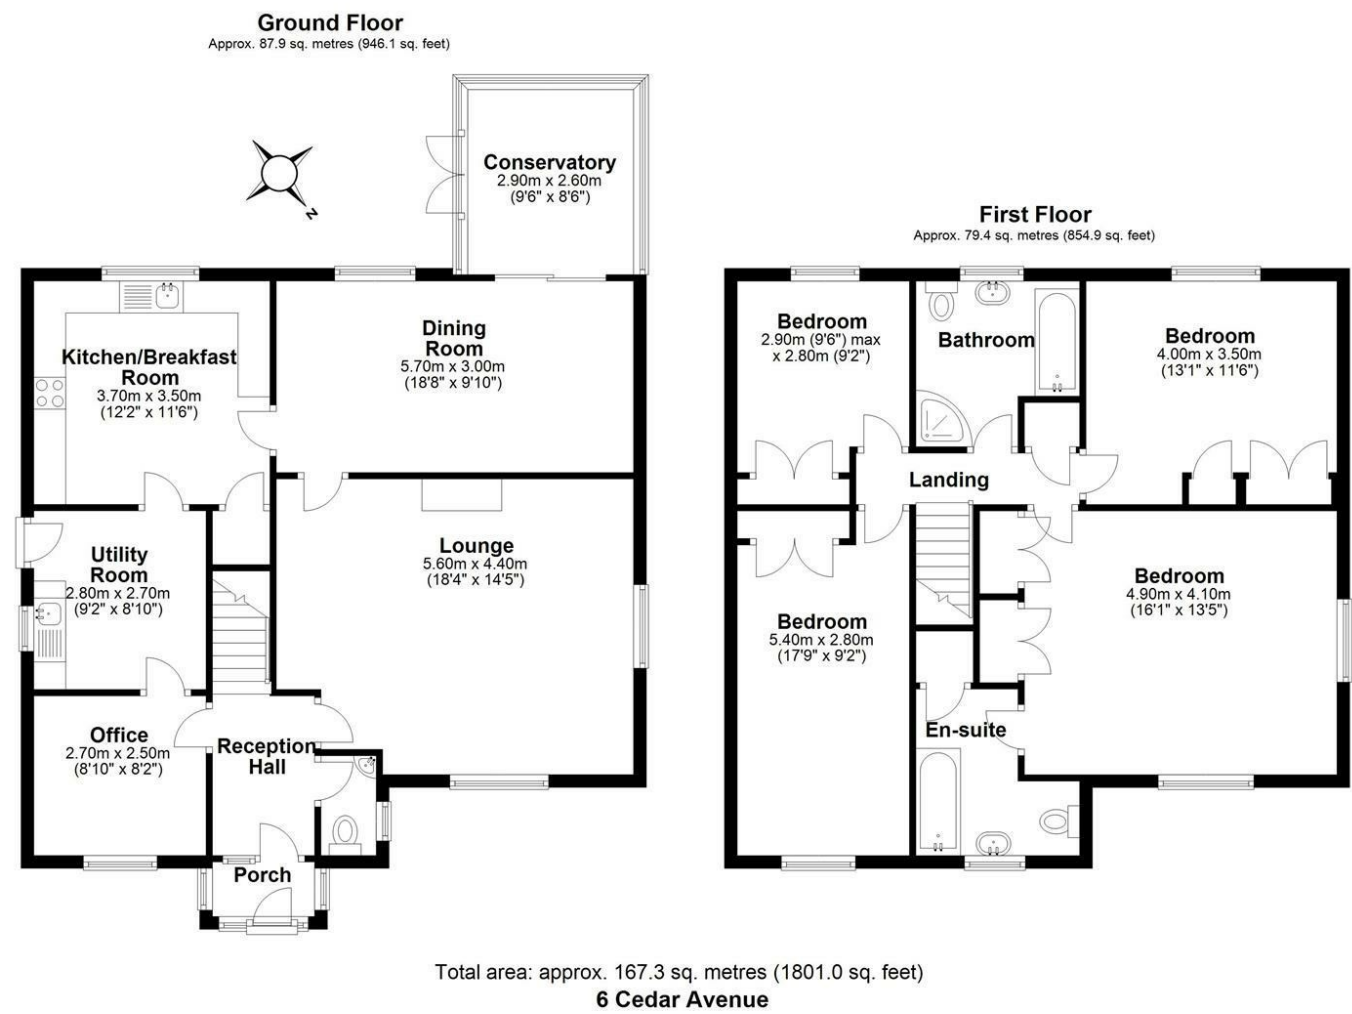 Ground Floor
Approx. 87.9 sq. metres (946.1 sq. feet)
Conservatory
2.90m x 2.60m
(9'6" x 8'6")
N
Kitchen/Breakfast
Room
3.70m x 3.50m
(12'2" x 11'6")
Dining
Room
5.70m x 3.00m
(18'8" x 9'10")
Utility
Room
2.80m x 2.70m
(9'2" x 8'10")
Lounge
5.60m x 4.40m
(18'4" x 14'5")
Office
2.70m x 2.50m
(8'10" x 8'2")
Reception
Hall
Porch
First Floor
Approx. 79.4 sq. metres (854.9 sq. feet)
Bedroom
2.90m (9'6") max
x 2.80m (9'2")
Bathroom
Bedroom
4.00m x 3.50m
(13'1" x 11'6")
Landing
Bedroom
4.90m x 4.10m
(16'1" x 13'5")
Bedroom
5.40m x 2.80m
(17'9" x 9'2")
En-suite
Total area: approx. 167.3 sq. metres (1801.0 sq. feet)
6 Cedar Avenue